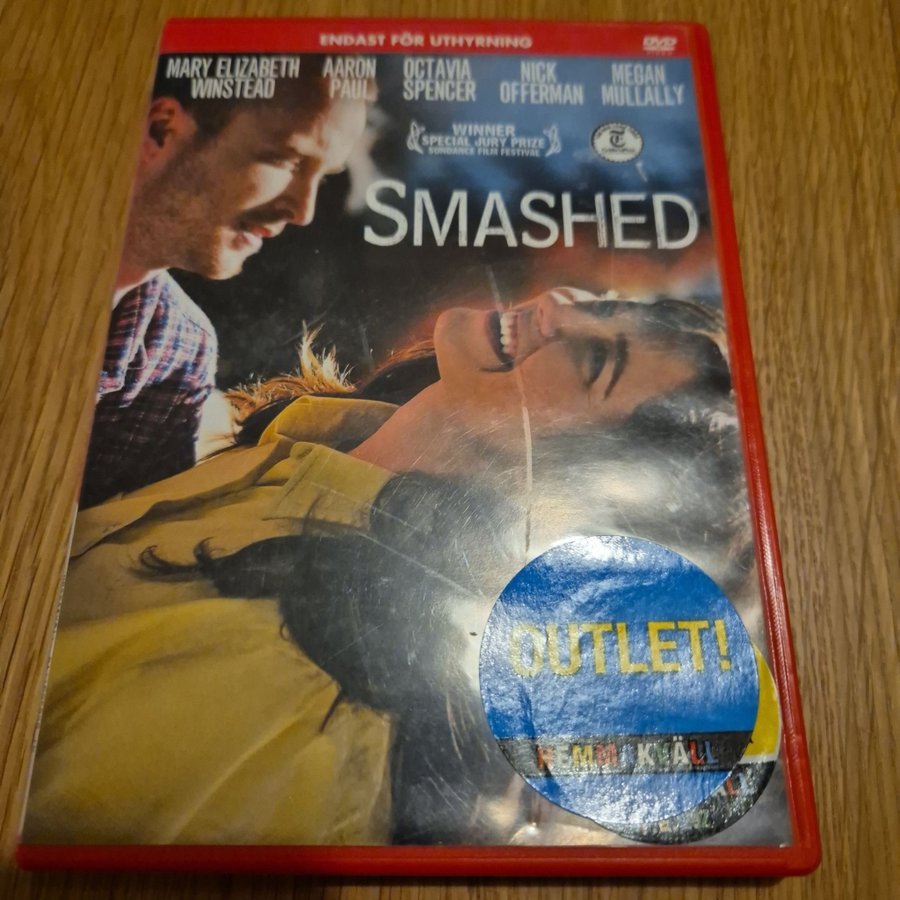 ENDAST FÖR UTHYRNING
DVD
MARY ELIZABETH WINSTEAD
AARON PAUL
OCTAVIA SPENCER
NICK OFFERMAN
MEGAN MULLALLY
WINNER
SPECIAL JURY PRIZE
SUNDANCE FILM FESTIVAL
SMASHED
OUTLET!
HEMMAKVÄLL